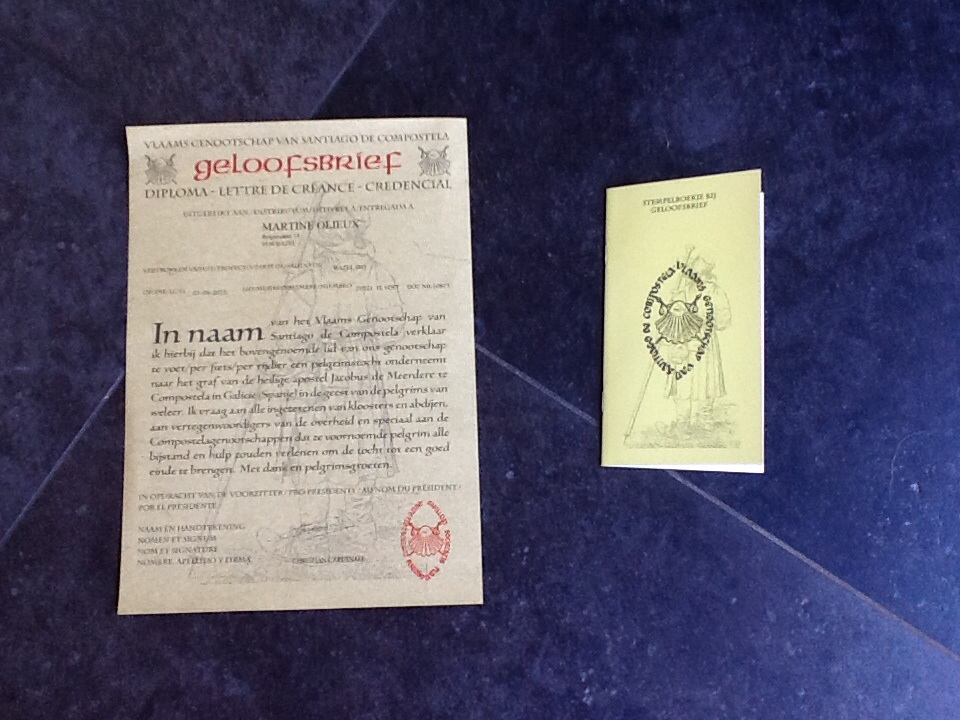 VLAAMS GENOOTSCHAP VAN SANTIAGO DE COMPOSTELA
geloofsbrief
DIPLOMA - LETTRE DE CRÉANCE - CREDENCIAL
MARTINE OLIEUX
In naam van het Vlaams Genootschap van
Santiago de Compostela verklaar
ik hierbij dat het bovengenoemde lid van ons genootschap
te voet/per fiets/per rijdier een pelgrimstocht onderneemt
naar het graf van de heilige apostel Jacobus de Meerdere te
Compostela in Galicië (Spanje) in de geest van de pelgrims van
weleer. Ik vraag aan alle ingezetenen van kloosters en abdijen,
aan vertegenwoordigers van de overheid en speciaal aan de
Compostelagenootschappen dat ze voornoemde pelgrim alle
bijstand en hulp zouden verlenen om de tocht tot een goed
einde te brengen. Met dank en pelgrimsgroeten.
IN OPDRACHT VAN DE VOORZITTER / PRO PRESIDENTE / AU NOM DU PRÉSIDENT /
POR EL PRESIDENTE
NAAM EN HANDTEKENING
NOMEN ET SIGNUM
NOM ET SIGNATURE
NOMBRE, APELLIDO Y FIRMA
STEMPELBOEKJE BIJ
GELOOFSBRIEF
VLAAMS GENOOTSCHAP VAN SANTIAGO DE COMPOSTELA